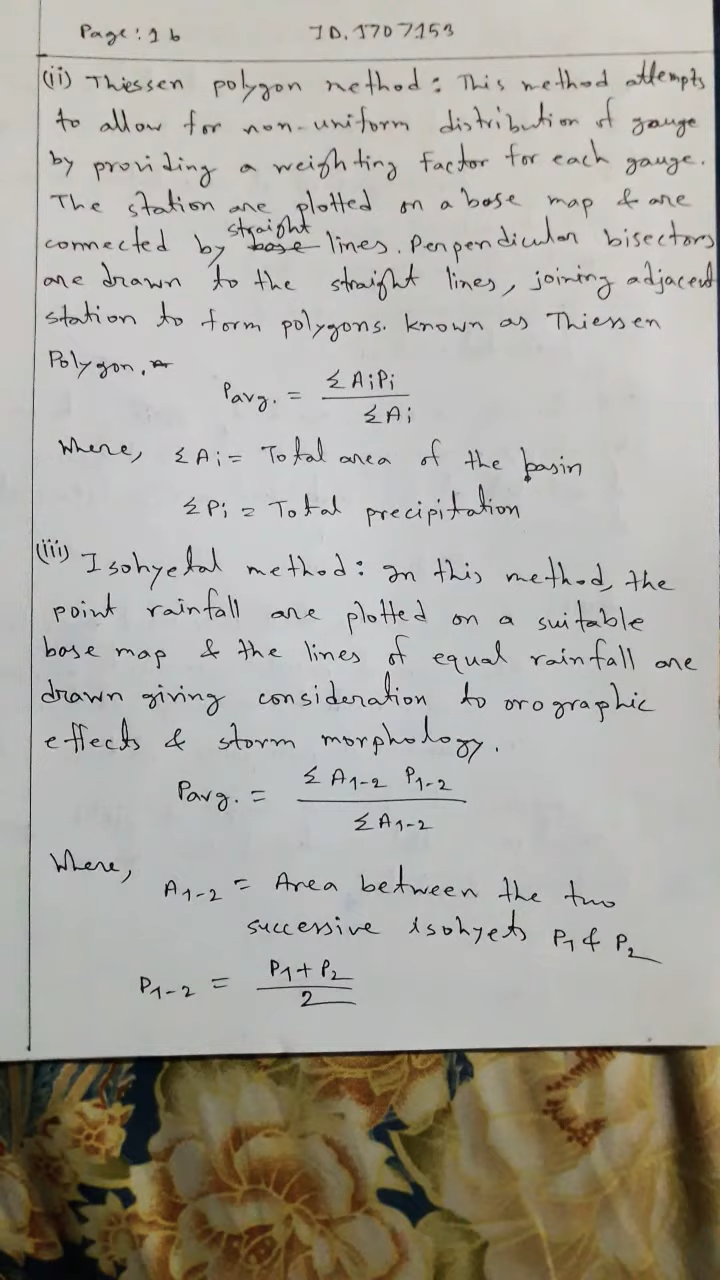 Page: 16 ID. 1707153
(ii) Thiessen polygon method: This method attempts
to allow for non-uniform distribution of gauge
by providing a weighting factor for each gauge.
The station are plotted on a base map & are
connected by ~~base~~ straight lines. Perpendicular bisectors
are drawn to the straight lines, joining adjacent
station to form polygons. known as Thiessen
Polygon.
Pavg. = ΣAiPi / ΣAi
Where, ΣAi = Total area of the basin
ΣPi = Total precipitation
(iii) Isohyetal method: In this method, the
point rainfall are plotted on a suitable
base map & the lines of equal rainfall are
drawn giving consideration to orographic
effects & storm morphology.
Pavg. = ΣA1-2 P1-2 / ΣA1-2
Where,
A1-2 = Area between the two
successive isohyets P1 & P2
P1-2 = P1+P2 / 2